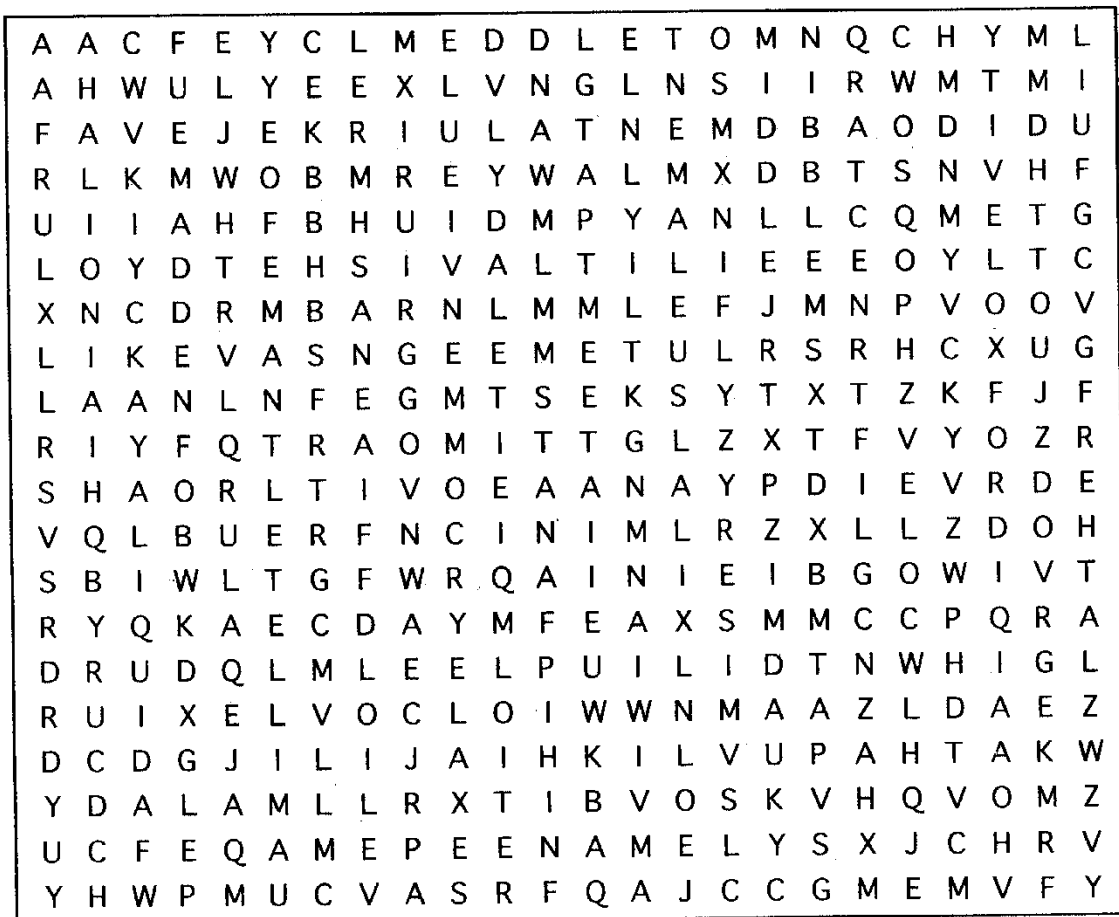 A A C F E Y C L M E D D L E T O M N Q C H Y M L
A H W U L Y E E X L V N G L N S I I R W M T M I
F A V E J E K R I U L A T N E M D B A O D I D U
R L K M W O B M R E Y W A L M X D B T S N V H F
U I I A H F B H U I D M P Y A N L L C Q M E T G
L O Y D T E H S I V A L T I L I E E E O Y L T C
X N C D R M B A R N L M M L E F J M N P V O O V
L I K E V A S N G E E M E T U L R S R H C X U G
L A A N L N F E G M T S E K S Y T X T Z K F J F
R I Y F Q T R A O M I T T G L Z X T F V Y O Z R
S H A O R L T I V O E A A N A Y P D I E V R D E
V Q L B U E R F N C I N I M L R Z X L L Z D O H
S B I W L T G F W R Q A I N I E I B G O W I V T
R Y Q K A E C D A Y M F E A X S M M C C P Q R A
D R U D Q L M L E E L P U I L I D T N W H I G L
R U I X E L V O C L O I W W N M A A Z L D A E Z
D C D G J I L I J A I H K I L V U P A H T A K W
Y D A L A M L L R X T I B V O S K V H Q V O M Z
U C F E Q A M E P E E N A M E L Y S X J C H R V
Y H W P M U C V A S R F Q A J C C G M E M V F Y